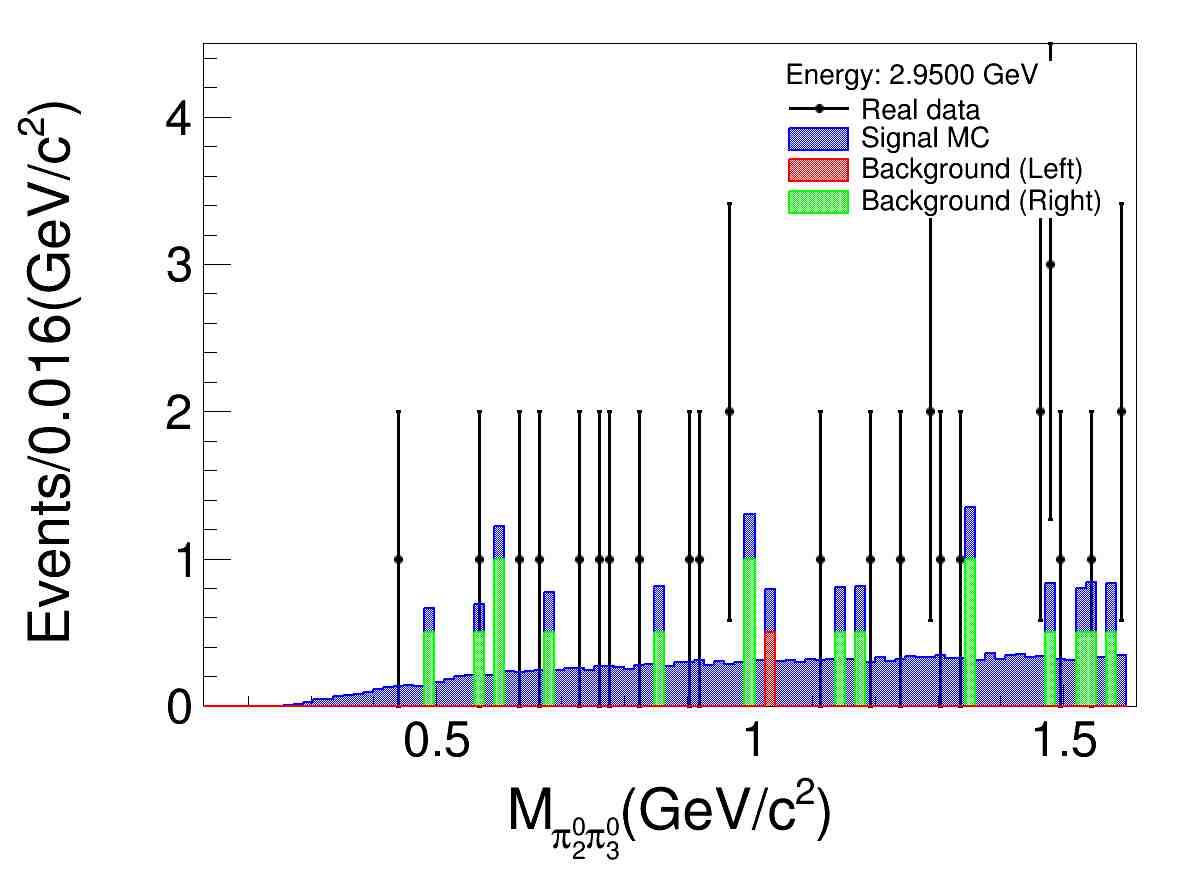 Energy: 2.9500 GeV
Real data
Signal MC
Background (Left)
Background (Right)
Events/0.016(GeV/c²)
4
3
2
1
0
0.5
1
1.5
M_{π⁰₂π⁰₃}(GeV/c²)